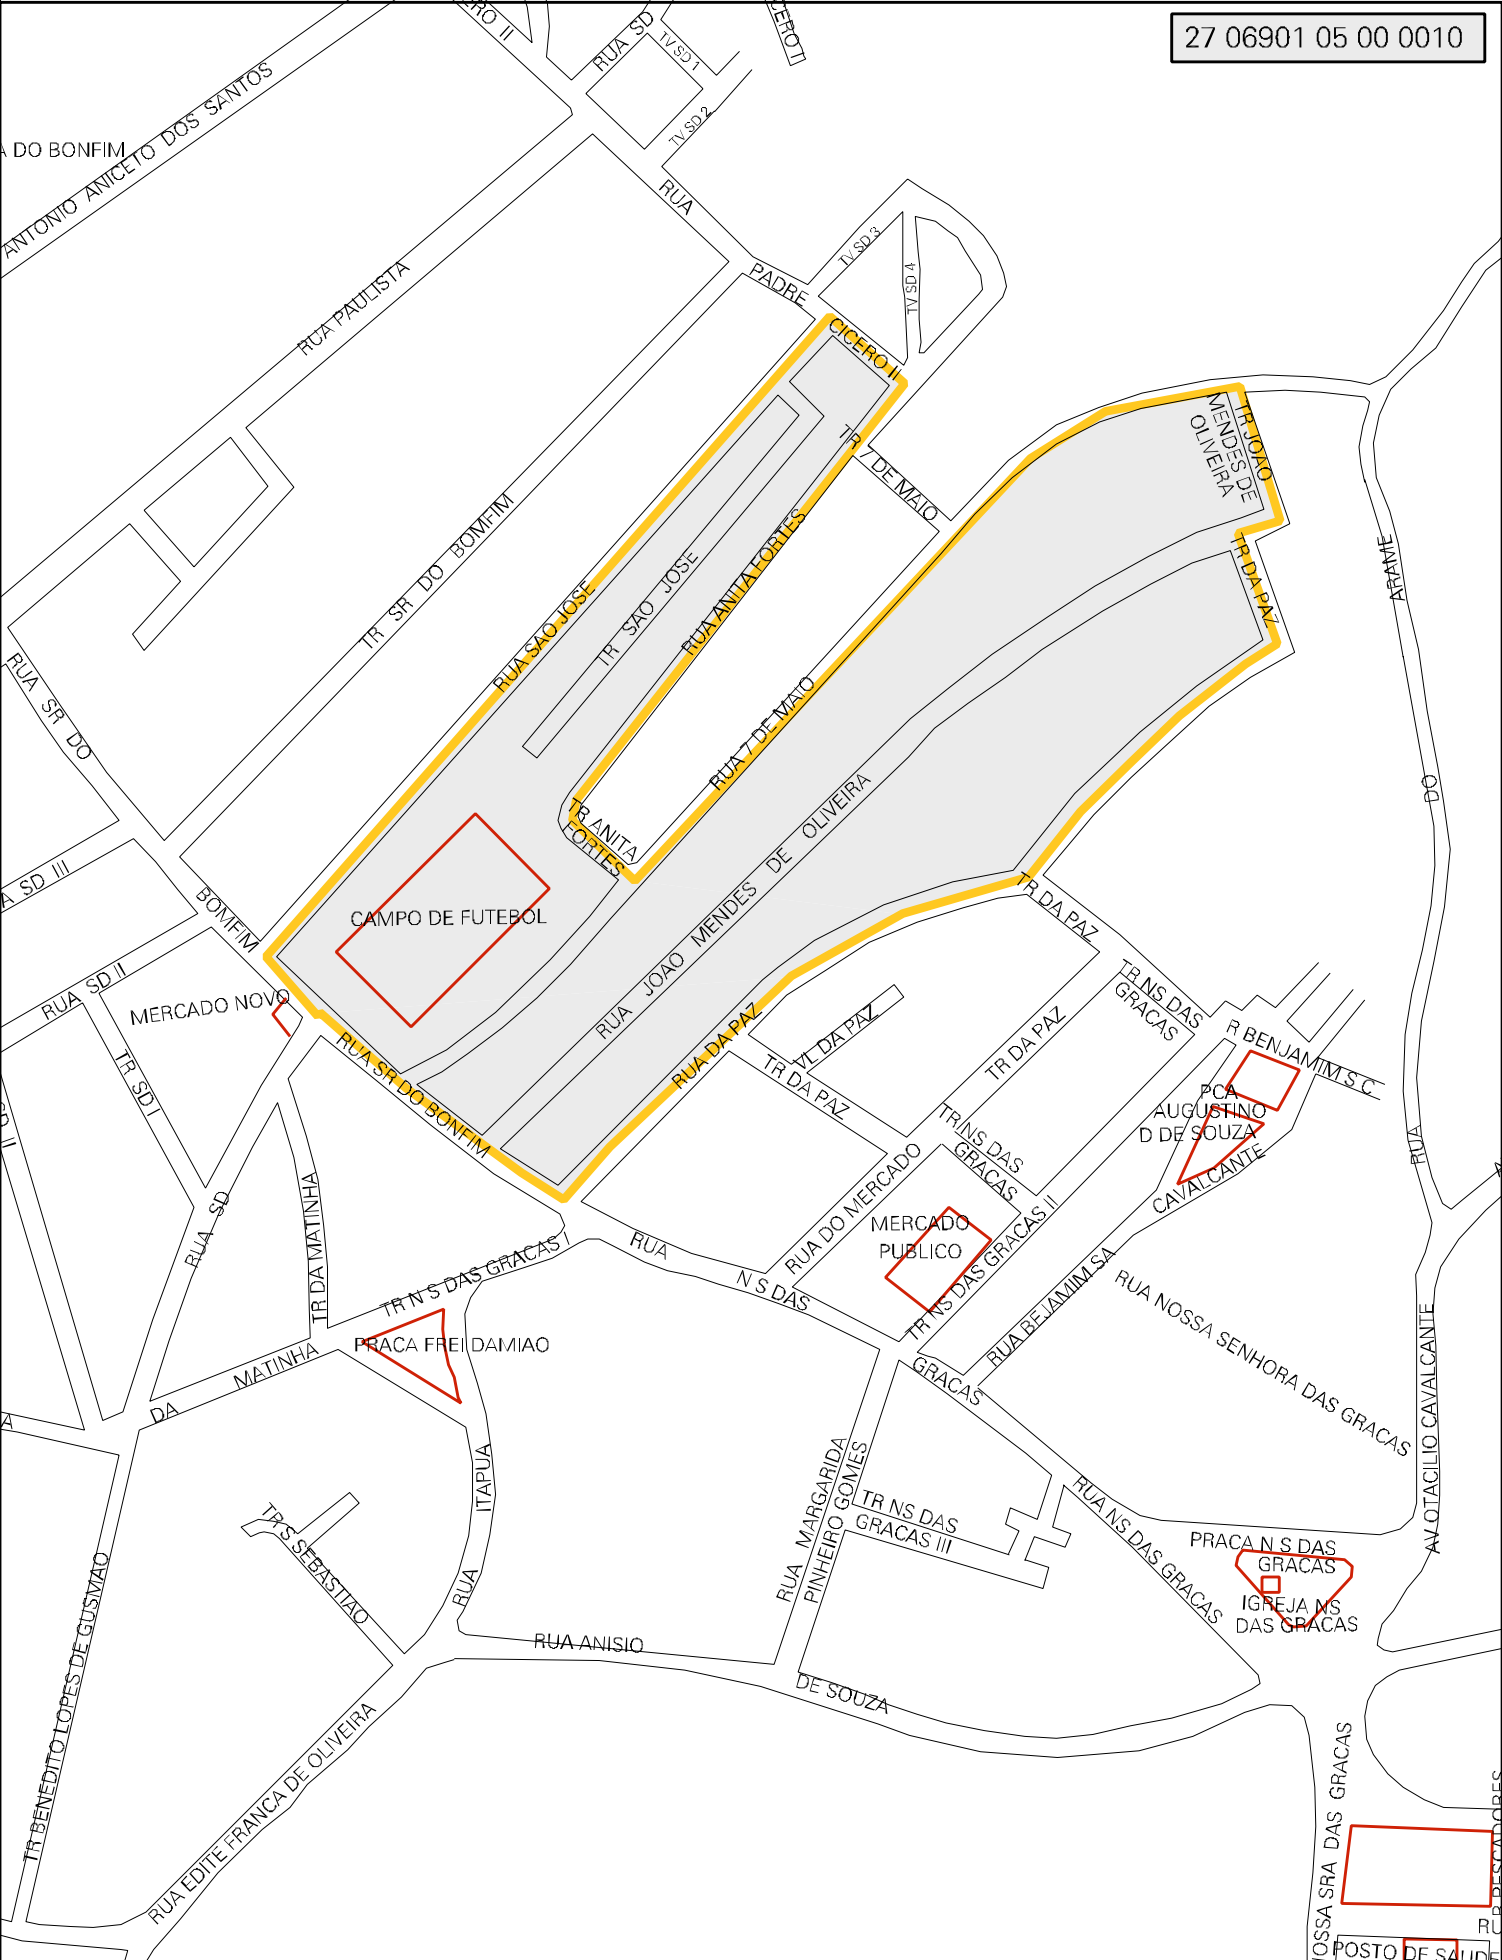 27 06901 05 00 0010
RUA SD
TV SD 1
TV SD 2
ANTONIO ANICETO DOS SANTOS
DO BONFIM
RUA PAULISTA
RUA
PADRE
CICERO II
TV SD 3
TV SD 4
TR 7 DE MAIO
TR JOAO
MENDES DE
OLIVEIRA
TR DA PAZ
ARAME
DO
RUA
TR SR DO BOMFIM
RUA SAO JOSE
TR SAO JOSE
RUA ANITA FORTES
RUA 7 DE MAIO
TR ANITA
FORTES
RUA SR DO
BOMFIM
SD III
RUA SD II
MERCADO NOVO
CAMPO DE FUTEBOL
RUA JOAO MENDES DE OLIVEIRA
RUA SR DO BONFIM
RUA DA PAZ
TR DA PAZ
TR NS DAS
GRACAS
VL DA PAZ
TR DA PAZ
TR DA PAZ
R BENJAMIM S C
PCA
AUGUSTINO
D DE SOUZA
CAVALCANTE
TR SD I
RUA SD
TR DA MATINHA
TR N S DAS GRACAS I
PRACA FREI DAMIAO
MATINHA
DA
RUA
N S DAS
GRACAS
RUA DO MERCADO
TR NS DAS
GRACAS
MERCADO
PUBLICO
TR NS DAS GRACAS II
RUA BEJAMIM SA
RUA NOSSA SENHORA DAS GRACAS
AV OTACILIO CAVALCANTE
RUA ITAPUA
TR S SEBASTIAO
RUA MARGARIDA
PINHEIRO GOMES
TR NS DAS
GRACAS III
RUA NS DAS GRACAS
PRACA N S DAS
GRACAS
IGREJA NS
DAS GRACAS
RUA ANISIO
DE SOUZA
TR BENEDITO LOPES DE GUSMAO
RUA EDITE FRANCA DE OLIVEIRA
SRA DAS GRACAS
PESCADORES
POSTO DE SAUDE